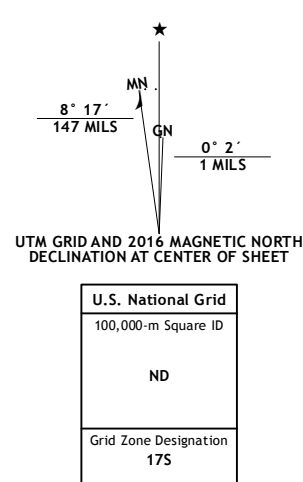 ★
MN
8° 17´
147 MILS
GN
0° 2´
1 MILS
UTM GRID AND 2016 MAGNETIC NORTH
DECLINATION AT CENTER OF SHEET
U.S. National Grid
100,000-m Square ID
ND
Grid Zone Designation
17S